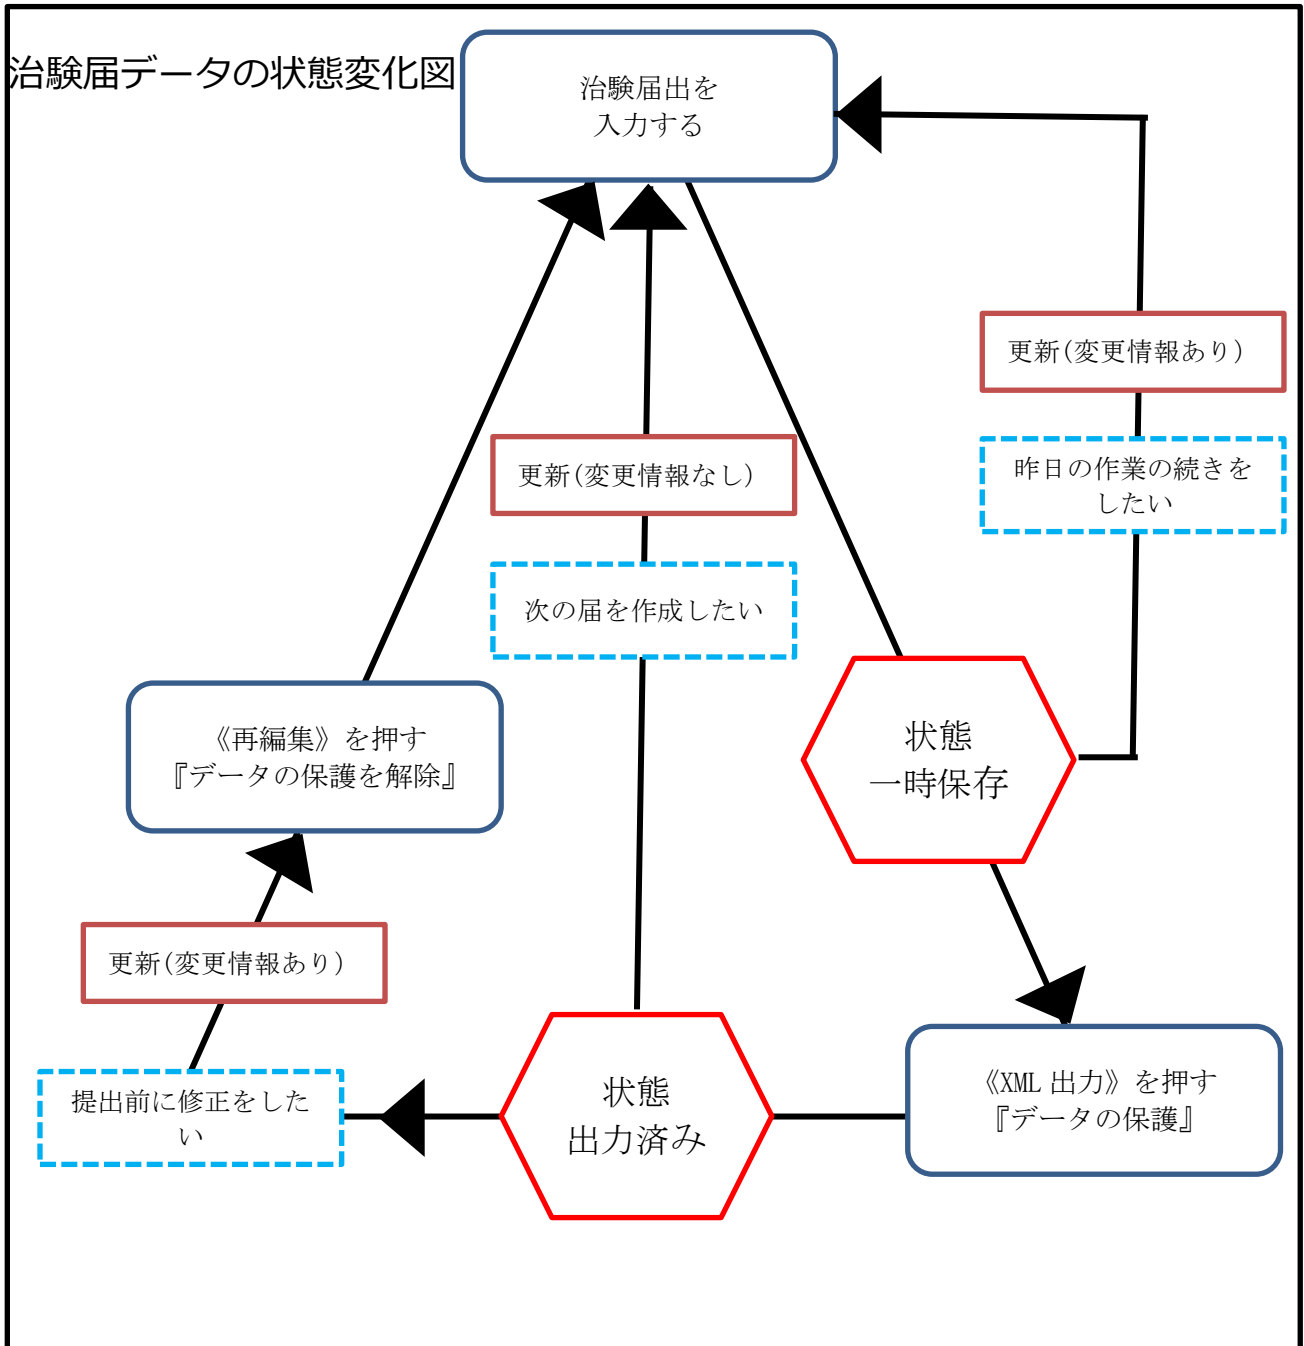 治験届データの状態変化図
治験届出を
入力する
更新(変更情報あり)
昨日の作業の続きを
したい
更新(変更情報なし)
次の届を作成したい
《再編集》を押す
『データの保護を解除』
状態
一時保存
更新(変更情報あり)
提出前に修正をした
い
状態
出力済み
《XML 出力》を押す
『データの保護』